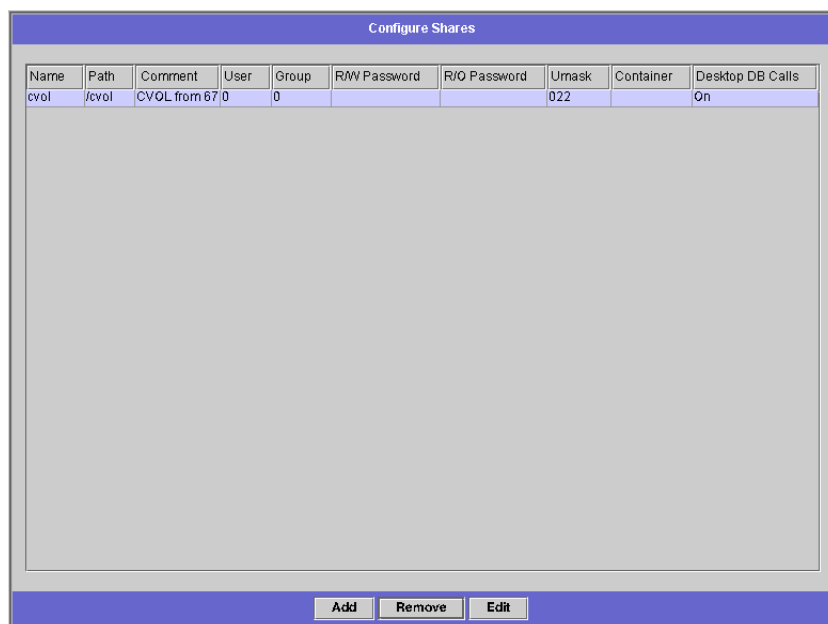 Configure Shares
Name Path Comment User Group R/W Password R/O Password Umask Container Desktop DB Calls
cvol /cvol CVOL from 67 0 0 022 On
Add Remove Edit